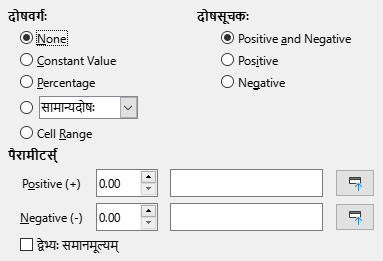 दोषवर्गः
None
Constant Value
Percentage
सामान्यदोषः
Cell Range
दोषसूचकः
Positive and Negative
Positive
Negative
पैरामीटर्स्
Positive (+) 0.00
Negative (-) 0.00
द्वेभ्यः समानमूल्यम्